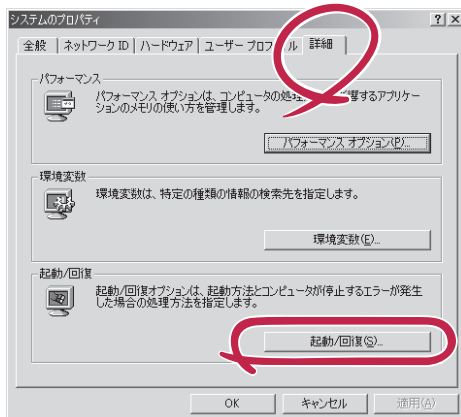 システムのプロパティ
全般 ネットワーク ID ハードウェア ユーザー プロフ ル 詳細
パフォーマンス
パフォーマンス オプションは、コンピュータの処理 響するアプリケー
ションのメモリの使い方を管理します。
パフォーマンス オプション(P)...
環境変数
環境変数は、特定の種類の情報の検索先を指定します。
環境変数(E)...
起動/回復
起動/回復オプションは、起動方法とコンピュータが停止するエラーが発生
した場合の処理方法を指定します。
起動/回復(S)...
OK キャンセル 適用(A)